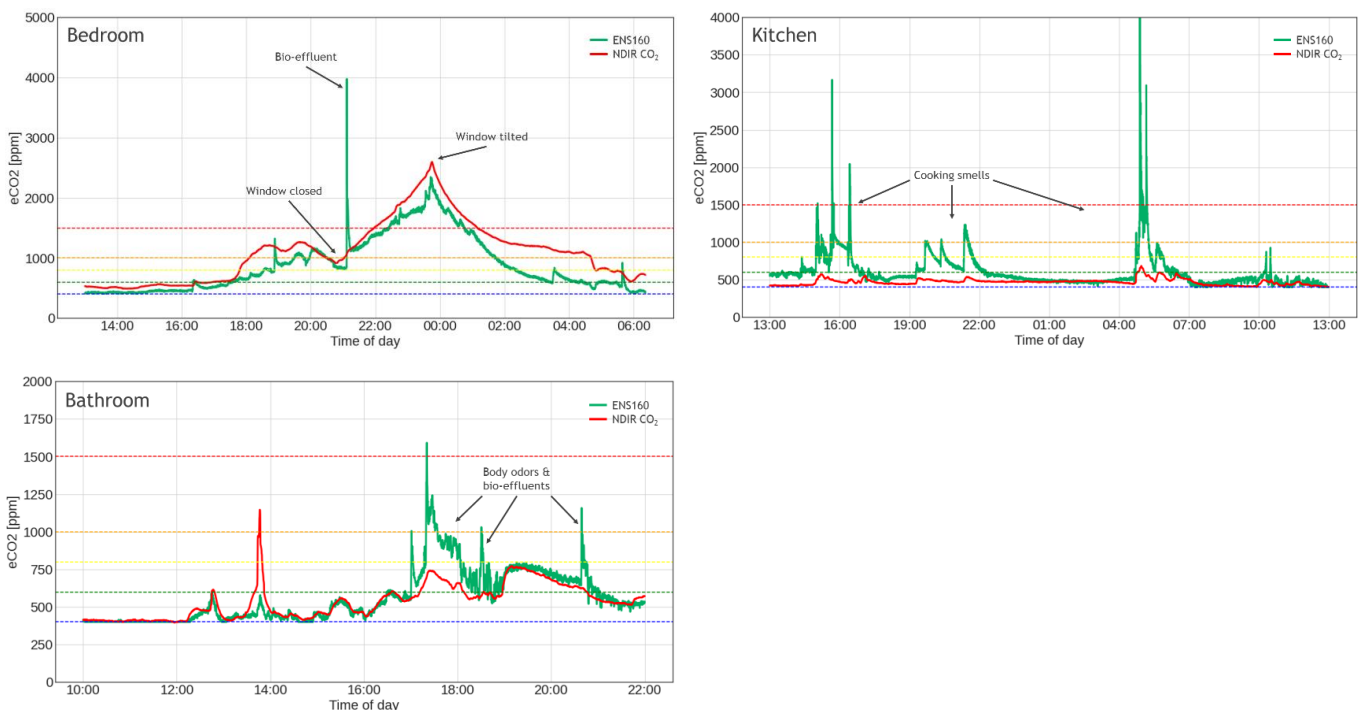 Bedroom
ENS160
NDIR CO₂
Bio-effluent
Window tilted
Window closed
eCO2 [ppm]
5000
4000
3000
2000
1000
0
14:00 16:00 18:00 20:00 22:00 00:00 02:00 04:00 06:00
Time of day
Kitchen
ENS160
NDIR CO₂
Cooking smells
eCO2 [ppm]
4000
3500
3000
2500
2000
1500
1000
500
0
13:00 16:00 19:00 22:00 01:00 04:00 07:00 10:00 13:00
Time of day
Bathroom
ENS160
NDIR CO₂
Body odors &
bio-effluents
eCO2 [ppm]
2000
1750
1500
1250
1000
750
500
250
0
10:00 12:00 14:00 16:00 18:00 20:00 22:00
Time of day